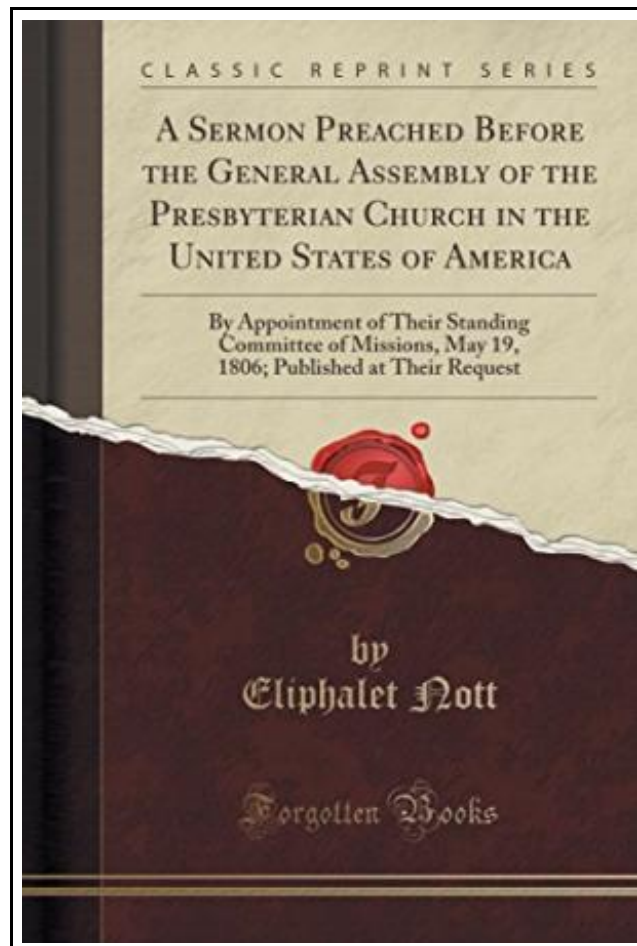 CLASSIC REPRINT SERIES
A SERMON PREACHED BEFORE
THE GENERAL ASSEMBLY OF THE
PRESBYTERIAN CHURCH IN THE
UNITED STATES OF AMERICA
By Appointment of Their Standing
Committee of Missions, May 19,
1806; Published at Their Request
by
Eliphalet Nott
Forgotten Books